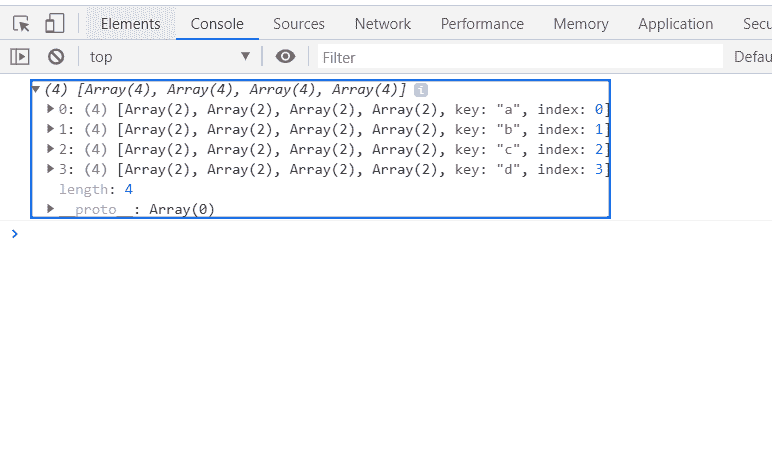 Elements Console Sources Network Performance Memory Application Secu
top Filter Defau
(4) [Array(4), Array(4), Array(4), Array(4)] i
0: (4) [Array(2), Array(2), Array(2), Array(2), key: "a", index: 0]
1: (4) [Array(2), Array(2), Array(2), Array(2), key: "b", index: 1]
2: (4) [Array(2), Array(2), Array(2), Array(2), key: "c", index: 2]
3: (4) [Array(2), Array(2), Array(2), Array(2), key: "d", index: 3]
length: 4
__proto__: Array(0)